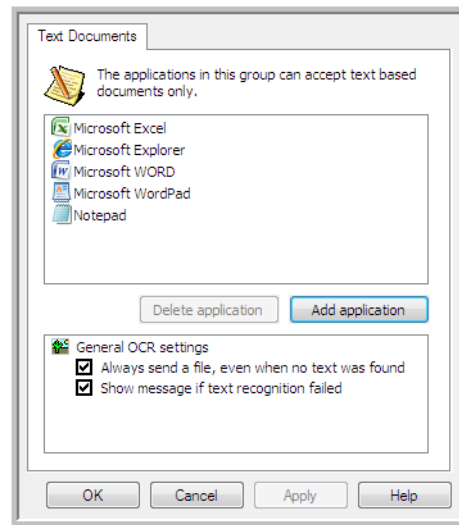 Text Documents
The applications in this group can accept text based
documents only.
Microsoft Excel
Microsoft Explorer
Microsoft WORD
Microsoft WordPad
Notepad
Delete application Add application
General OCR settings
Always send a file, even when no text was found
Show message if text recognition failed
OK Cancel Apply Help